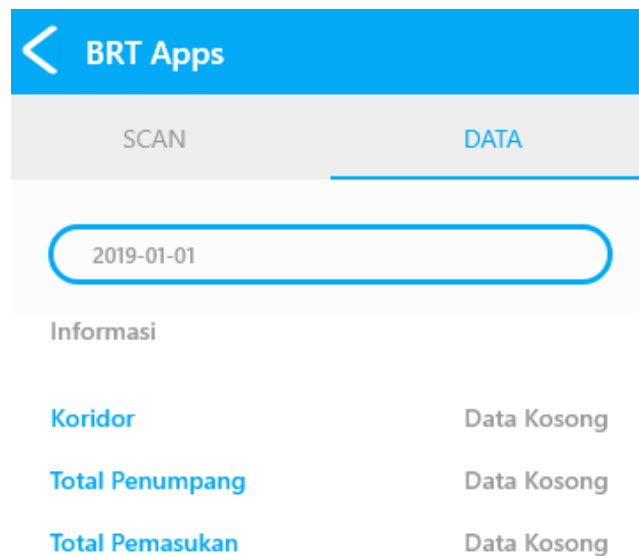 BRT Apps
SCAN DATA
2019-01-01
Informasi
Koridor Data Kosong
Total Penumpang Data Kosong
Total Pemasukan Data Kosong